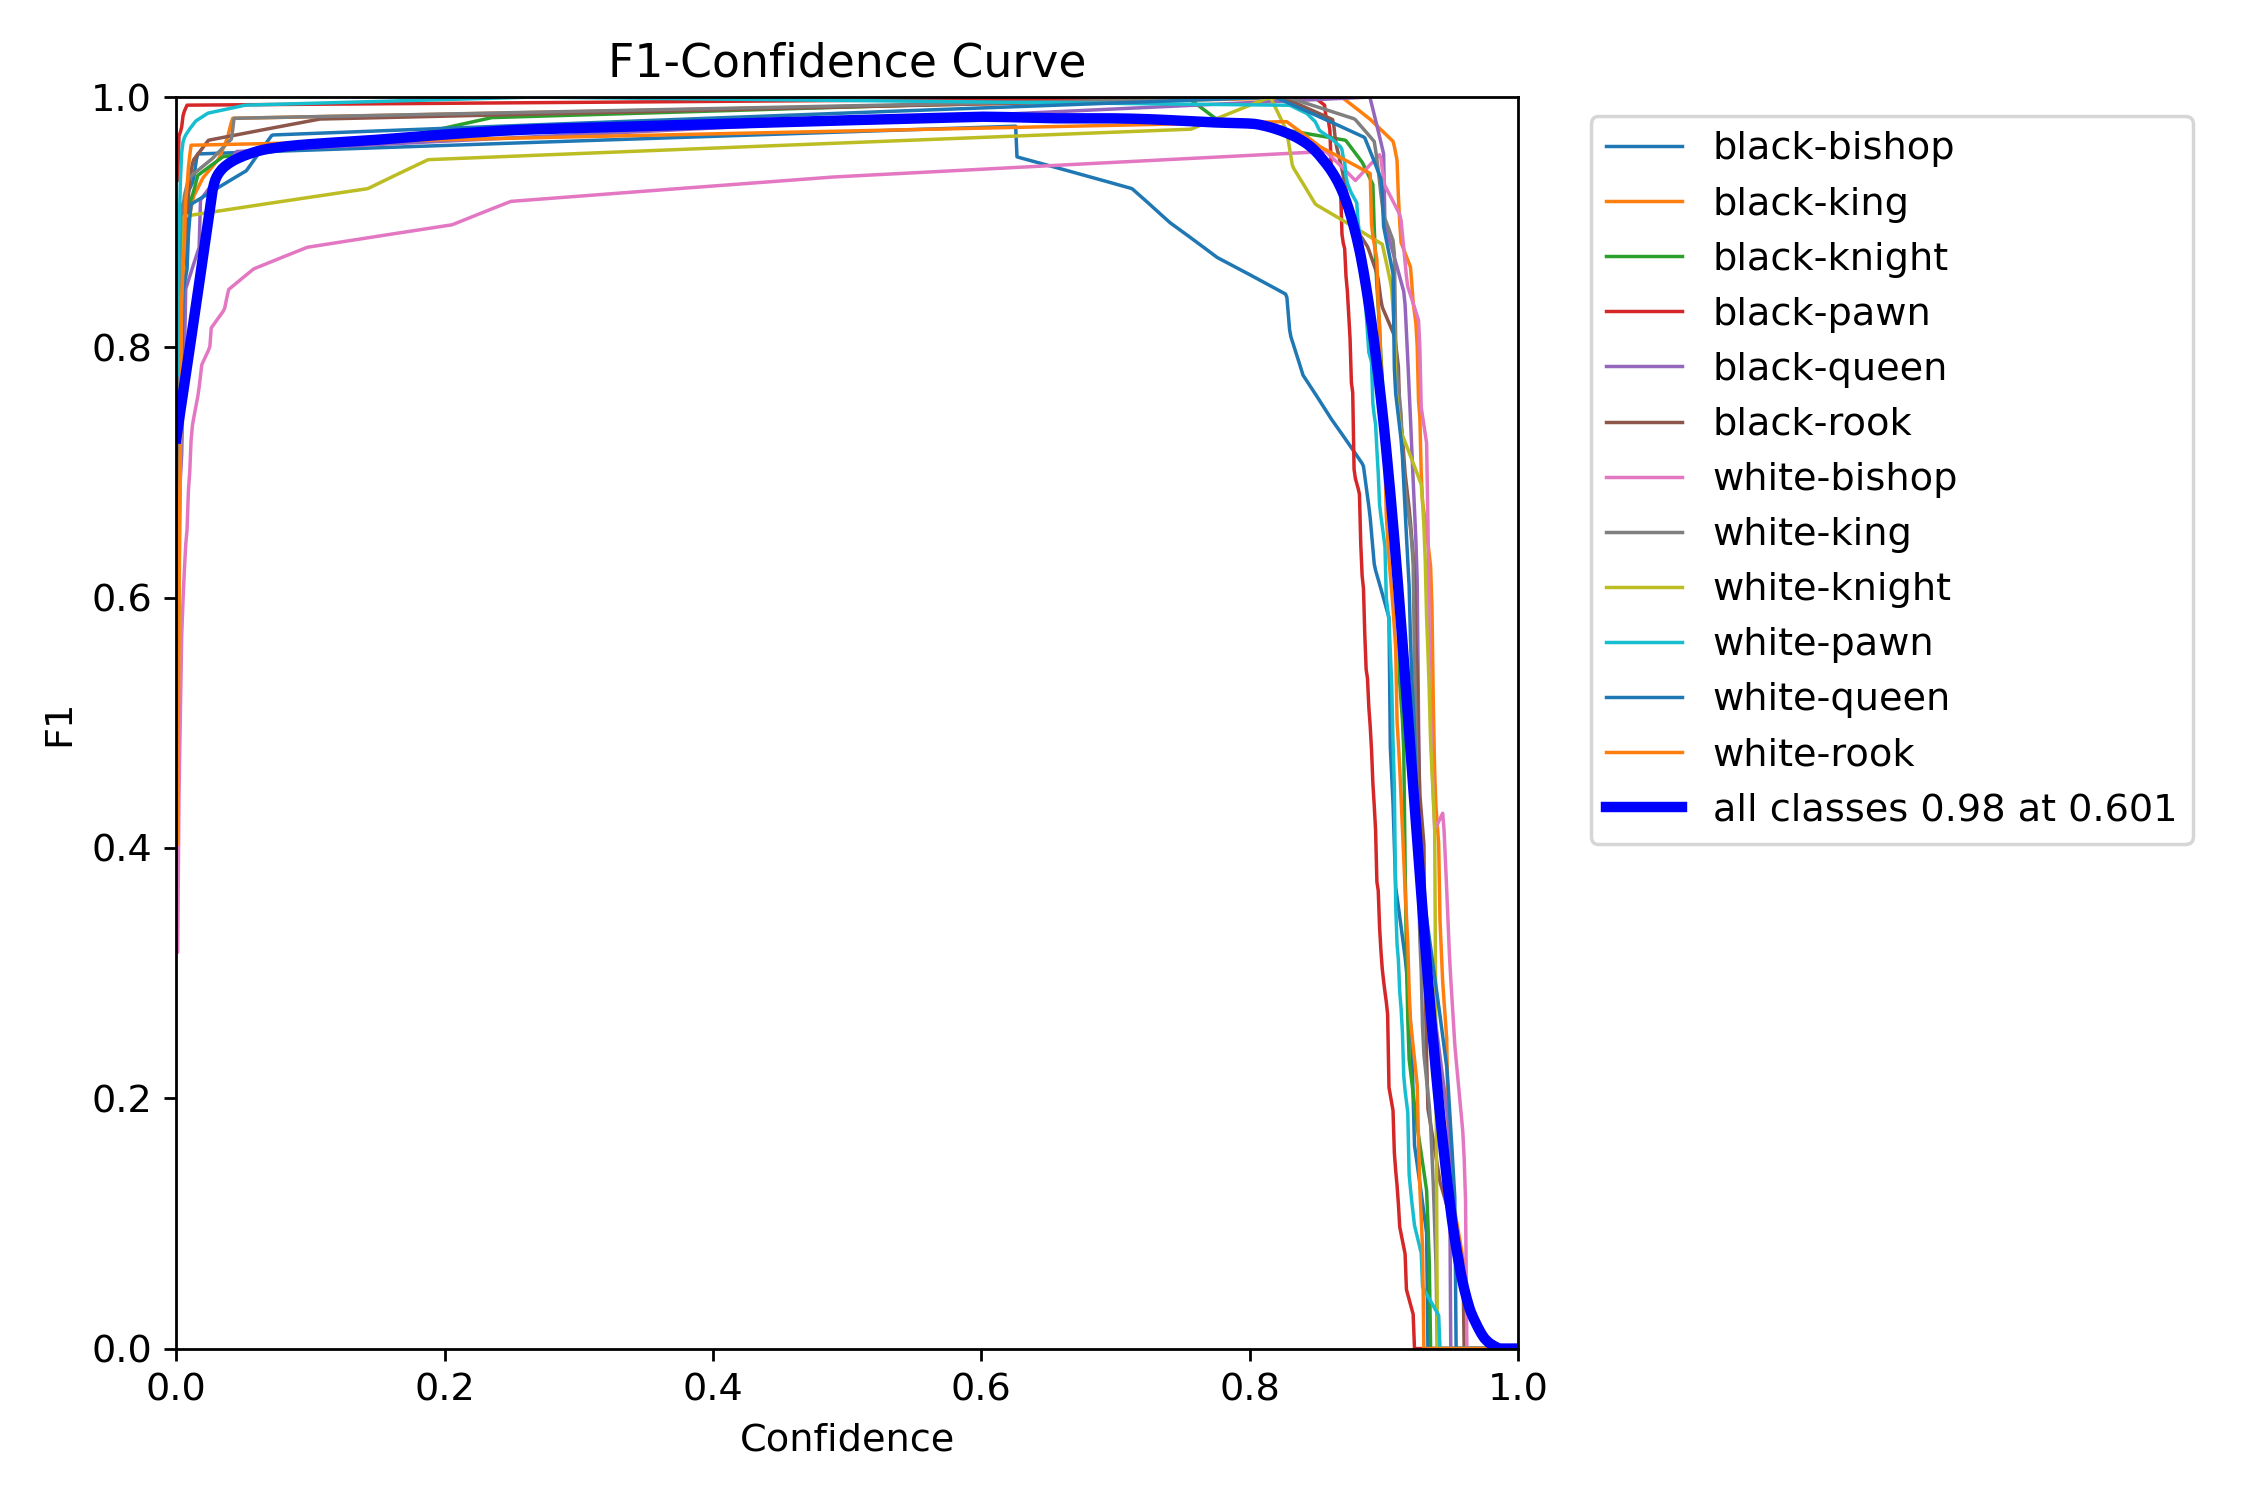 F1-Confidence Curve
1.0
0.8
0.6
0.4
0.2
0.0
F1
0.0 0.2 0.4 0.6 0.8 1.0
Confidence
black-bishop
black-king
black-knight
black-pawn
black-queen
black-rook
white-bishop
white-king
white-knight
white-pawn
white-queen
white-rook
all classes 0.98 at 0.601